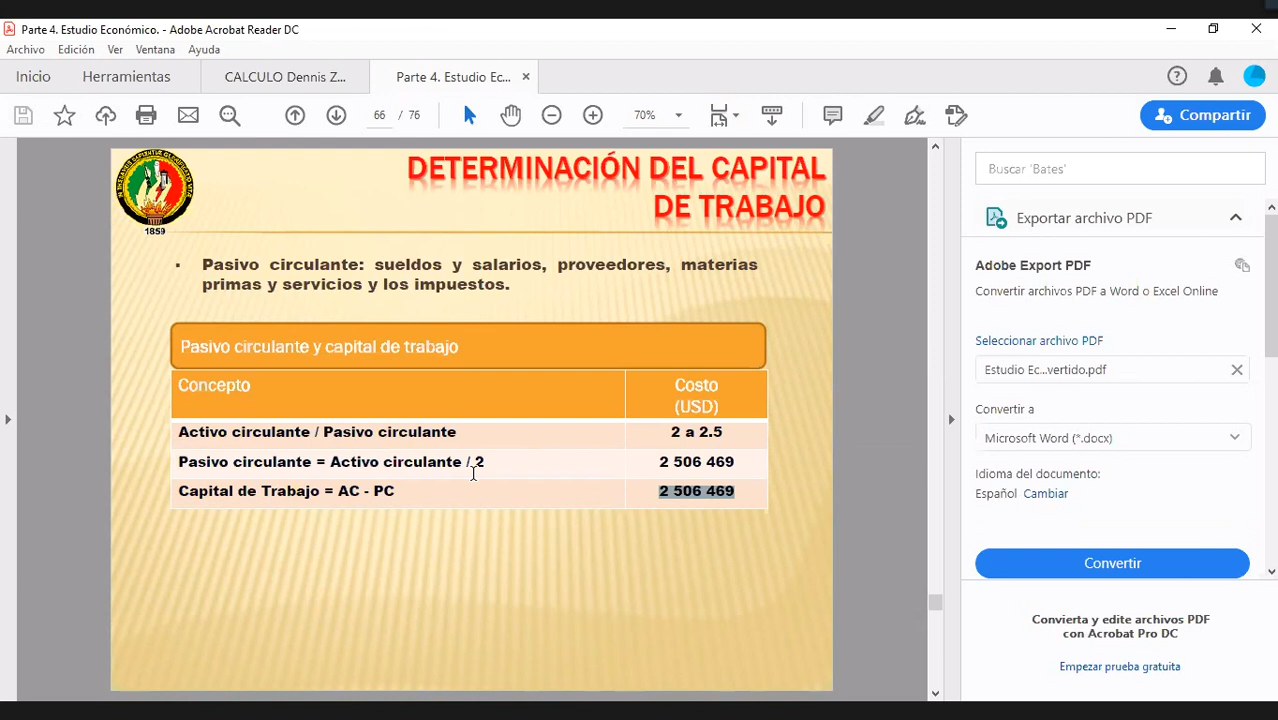 Parte 4. Estudio Económico. - Adobe Acrobat Reader DC
Archivo Edición Ver Ventana Ayuda
Inicio Herramientas CALCULO Dennis Z... Parte 4. Estudio Ec... ×
66 / 76 70% Compartir
DETERMINACIÓN DEL CAPITAL
DE TRABAJO
1859
▪ Pasivo circulante: sueldos y salarios, proveedores, materias
primas y servicios y los impuestos.
Pasivo circulante y capital de trabajo
Concepto Costo
(USD)
Activo circulante / Pasivo circulante 2 a 2.5
Pasivo circulante = Activo circulante / 2 2 506 469
Capital de Trabajo = AC - PC 2 506 469
Buscar 'Bates'
Exportar archivo PDF
Adobe Export PDF
Convertir archivos PDF a Word o Excel Online
Seleccionar archivo PDF
Estudio Ec...vertido.pdf
Convertir a
Microsoft Word (*.docx)
Idioma del documento:
Español Cambiar
Convertir
Convierta y edite archivos PDF
con Acrobat Pro DC
Empezar prueba gratuita